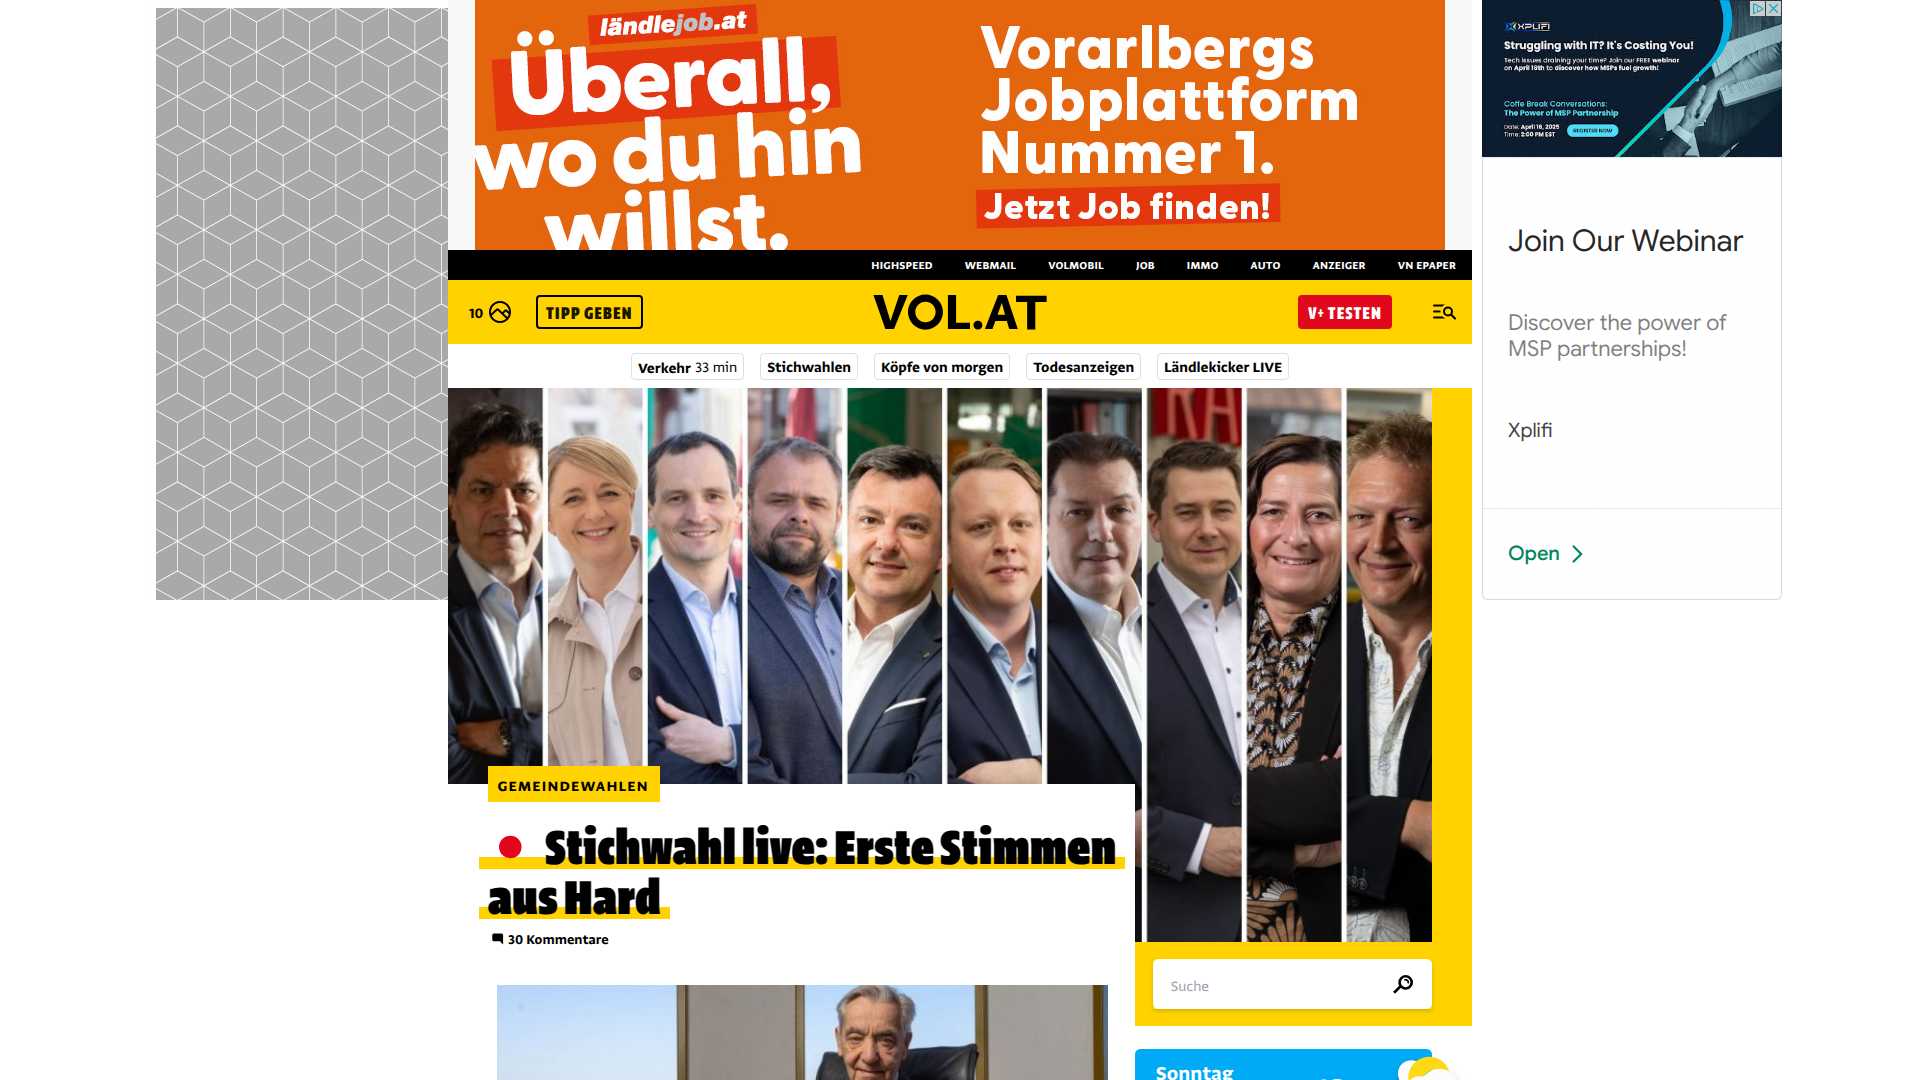 ländlejob.at
Überall,
wo du hin
willst.
Vorarlbergs
Jobplattform
Nummer 1.
Jetzt Job finden!
XPLIFI
Struggling with IT? It's Costing You!
Tech issues draining your time? Join our FREE webinar
on April 16th to discover how MSPs fuel growth!
Coffe Break Conversations:
The Power of MSP Partnership
Date: April 16, 2025
Time: 2:00 PM EST
REGISTER NOW
HIGHSPEED WEBMAIL VOLMOBIL JOB IMMO AUTO ANZEIGER VN EPAPER
10 TIPP GEBEN VOL.AT V+ TESTEN
Verkehr 33 min Stichwahlen Köpfe von morgen Todesanzeigen Ländlekicker LIVE
Join Our Webinar
Discover the power of
MSP partnerships!
Xplifi
Open
GEMEINDEWAHLEN
Stichwahl live: Erste Stimmen
aus Hard
30 Kommentare
Suche
Sonntag